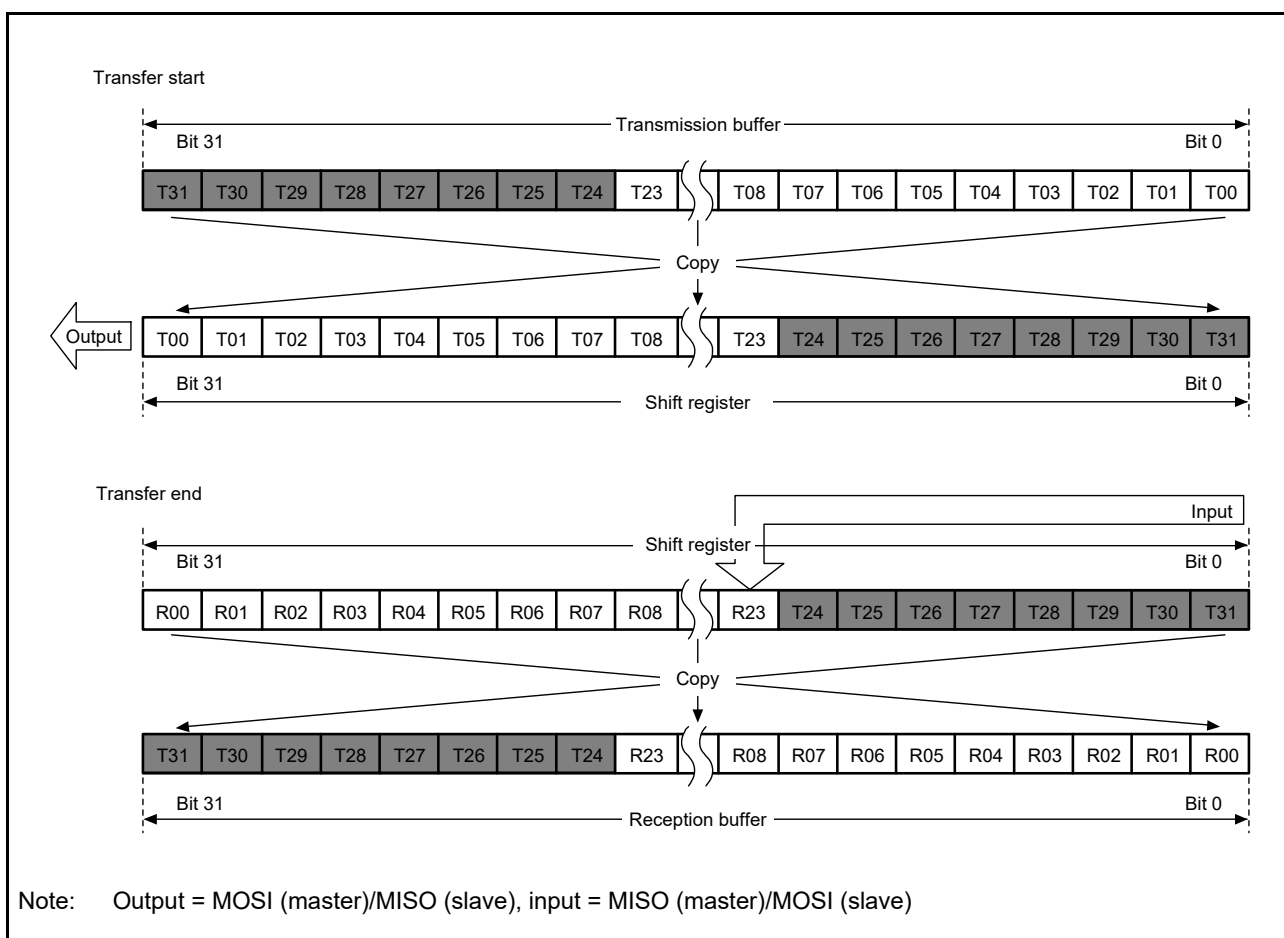 Transfer start
Transmission buffer
Bit 31 Bit 0
T31 T30 T29 T28 T27 T26 T25 T24 T23 T08 T07 T06 T05 T04 T03 T02 T01 T00
Copy
Output T00 T01 T02 T03 T04 T05 T06 T07 T08 T23 T24 T25 T26 T27 T28 T29 T30 T31
Bit 31 Bit 0
Shift register
Transfer end
Input
Shift register
Bit 31 Bit 0
R00 R01 R02 R03 R04 R05 R06 R07 R08 R23 T24 T25 T26 T27 T28 T29 T30 T31
Copy
T31 T30 T29 T28 T27 T26 T25 T24 R23 R08 R07 R06 R05 R04 R03 R02 R01 R00
Bit 31 Bit 0
Reception buffer
Note: Output = MOSI (master)/MISO (slave), input = MISO (master)/MOSI (slave)